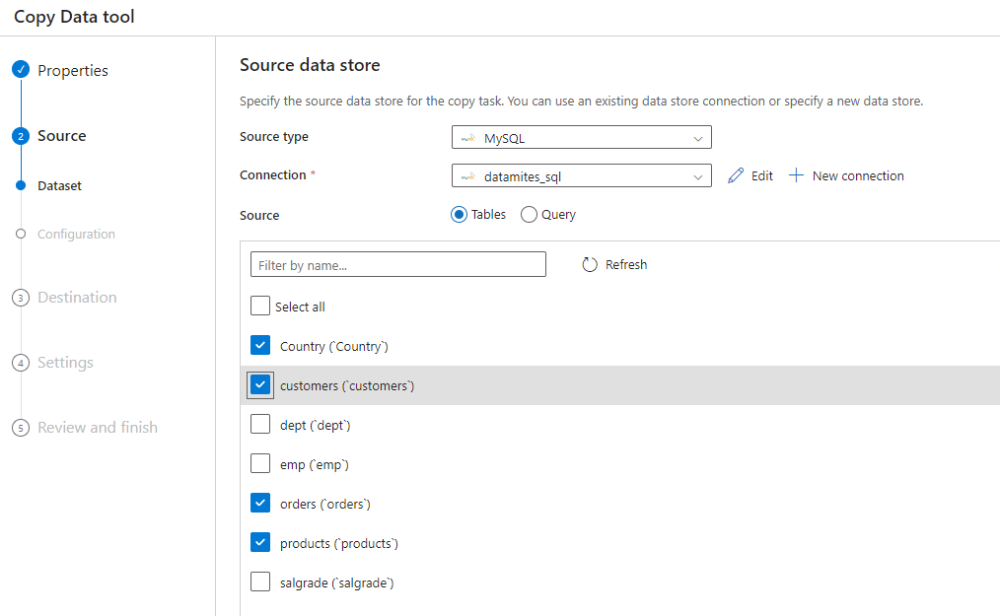 Copy Data tool
Properties
2 Source
Dataset
Configuration
3 Destination
4 Settings
5 Review and finish
Source data store
Specify the source data store for the copy task. You can use an existing data store connection or specify a new data store.
Source type MySQL
Connection * datamites_sql Edit New connection
Source Tables Query
Filter by name... Refresh
Select all
Country (`Country`)
customers (`customers`)
dept (`dept`)
emp (`emp`)
orders (`orders`)
products (`products`)
salgrade (`salgrade`)